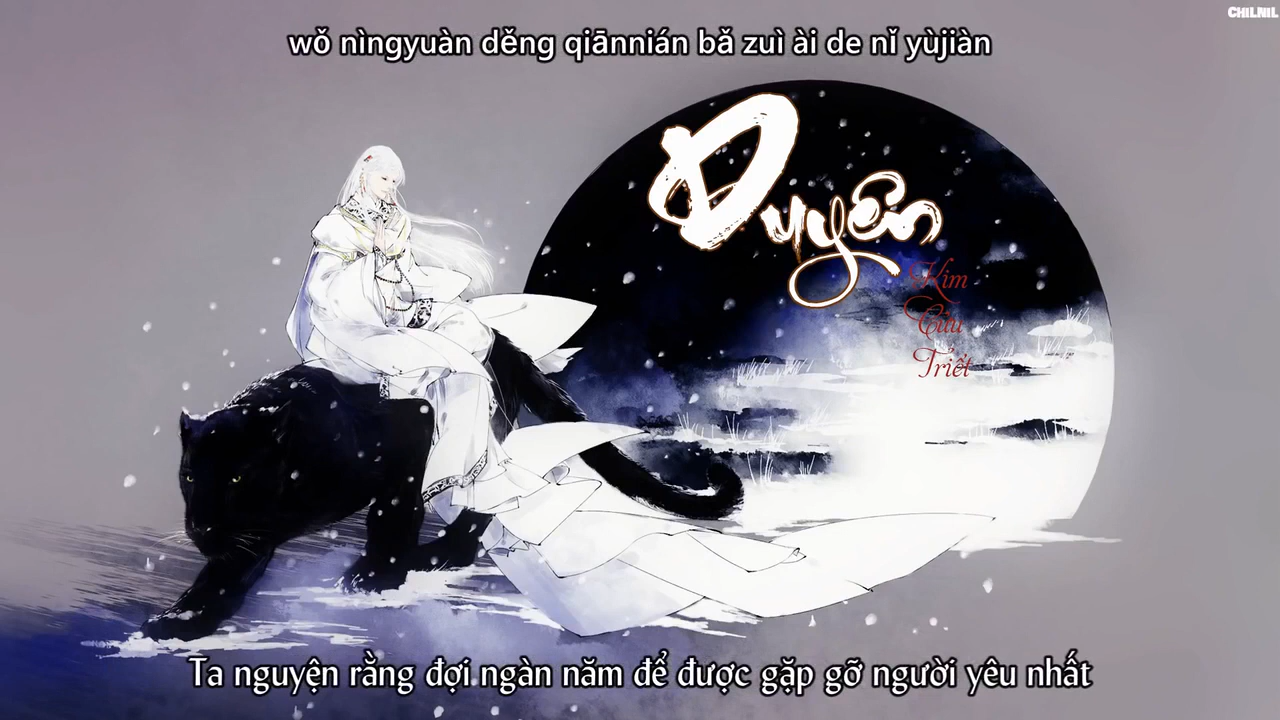 CHILNIL
wǒ nìngyuàn děng qiānnián bǎ zuì ài de nǐ yùjiàn
Duyên
Kim
Cửu
Triết
Ta nguyện rằng đợi ngàn năm để được gặp gỡ người yêu nhất